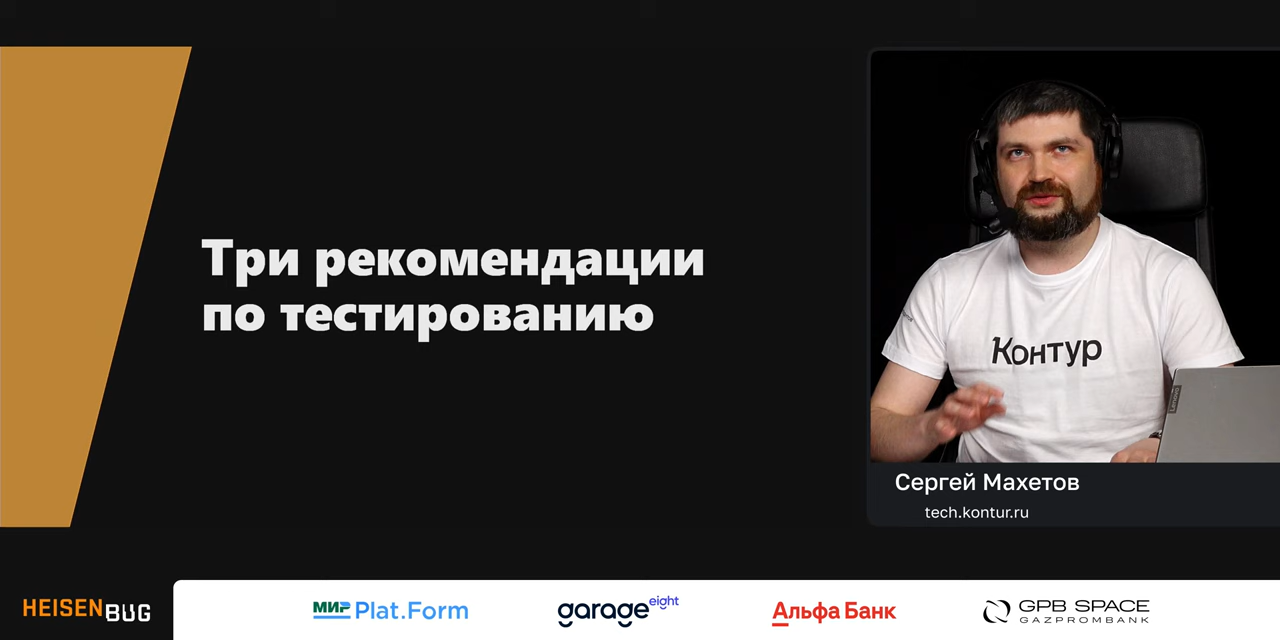 Три рекомендации
по тестированию
Контур
Lenovo
Сергей Махетов
tech.kontur.ru
HEISENBUG
МИР Plat.Form
garage eight
Альфа Банк
GPB SPACE
GAZPROMBANK